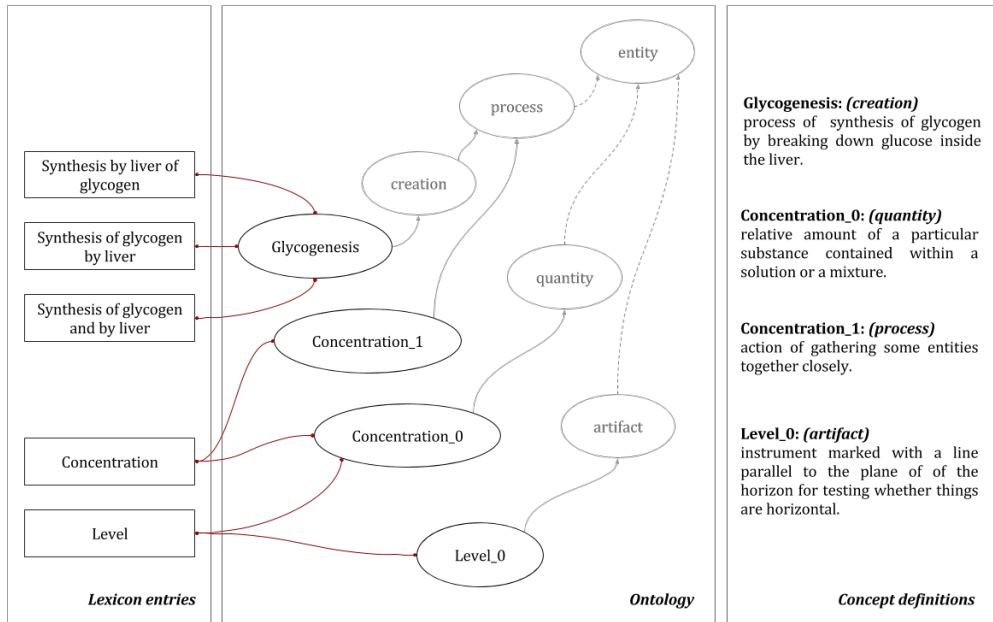 Synthesis by liver of
glycogen
Synthesis of glycogen
by liver
Synthesis of glycogen
and by liver
Concentration
Level
Lexicon entries
entity
process
creation
Glycogenesis
quantity
Concentration_1
Concentration_0
artifact
Level_0
Ontology
Glycogenesis: (creation)
process of synthesis of glycogen
by breaking down glucose inside
the liver.
Concentration_0: (quantity)
relative amount of a particular
substance contained within a
solution or a mixture.
Concentration_1: (process)
action of gathering some entities
together closely.
Level_0: (artifact)
instrument marked with a line
parallel to the plane of of the
horizon for testing whether things
are horizontal.
Concept definitions